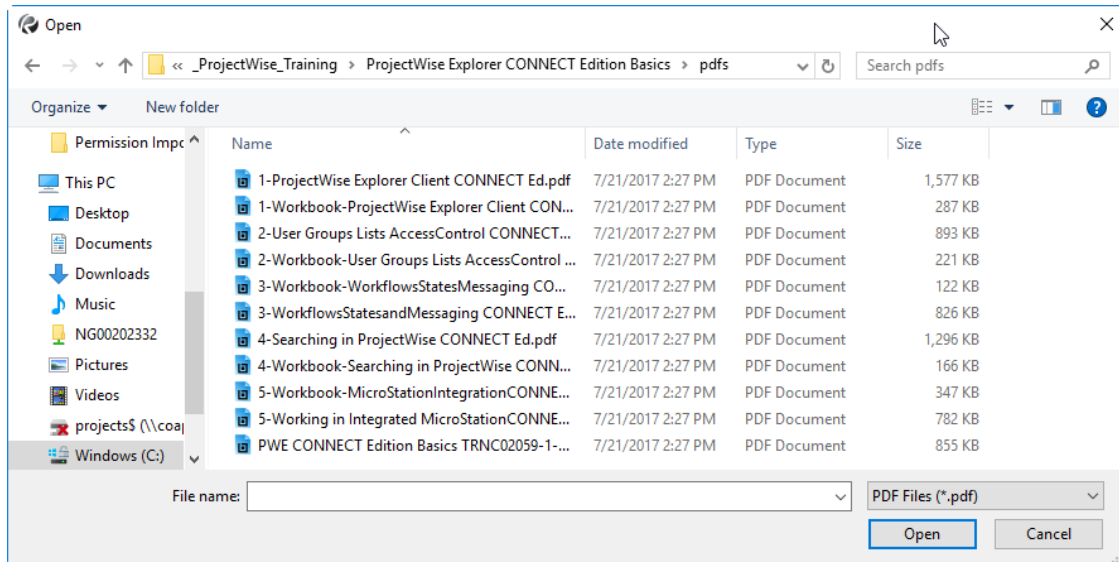 Open
« _ProjectWise_Training > ProjectWise Explorer CONNECT Edition Basics > pdfs
Search pdfs
Organize New folder
Name Date modified Type Size
Permission Impo
This PC
Desktop
Documents
Downloads
Music
NG00202332
Pictures
Videos
projects$ (\\coa
Windows (C:)
1-ProjectWise Explorer Client CONNECT Ed.pdf 7/21/2017 2:27 PM PDF Document 1,577 KB
1-Workbook-ProjectWise Explorer Client CON... 7/21/2017 2:27 PM PDF Document 287 KB
2-User Groups Lists AccessControl CONNECT... 7/21/2017 2:27 PM PDF Document 893 KB
2-Workbook-User Groups Lists AccessControl ... 7/21/2017 2:27 PM PDF Document 221 KB
3-Workbook-WorkflowsStatesMessaging CO... 7/21/2017 2:27 PM PDF Document 122 KB
3-WorkflowsStatesandMessaging CONNECT E... 7/21/2017 2:27 PM PDF Document 826 KB
4-Searching in ProjectWise CONNECT Ed.pdf 7/21/2017 2:27 PM PDF Document 1,296 KB
4-Workbook-Searching in ProjectWise CONN... 7/21/2017 2:27 PM PDF Document 166 KB
5-Workbook-MicroStationIntegrationCONNE... 7/21/2017 2:27 PM PDF Document 347 KB
5-Working in Integrated MicroStationCONNE... 7/21/2017 2:27 PM PDF Document 782 KB
PWE CONNECT Edition Basics TRNC02059-1-... 7/21/2017 2:27 PM PDF Document 855 KB
File name: PDF Files (*.pdf)
Open Cancel